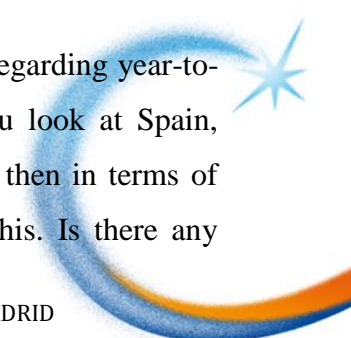 egarding year-to-
u look at Spain,
then in terms of
his. Is there any
DRID